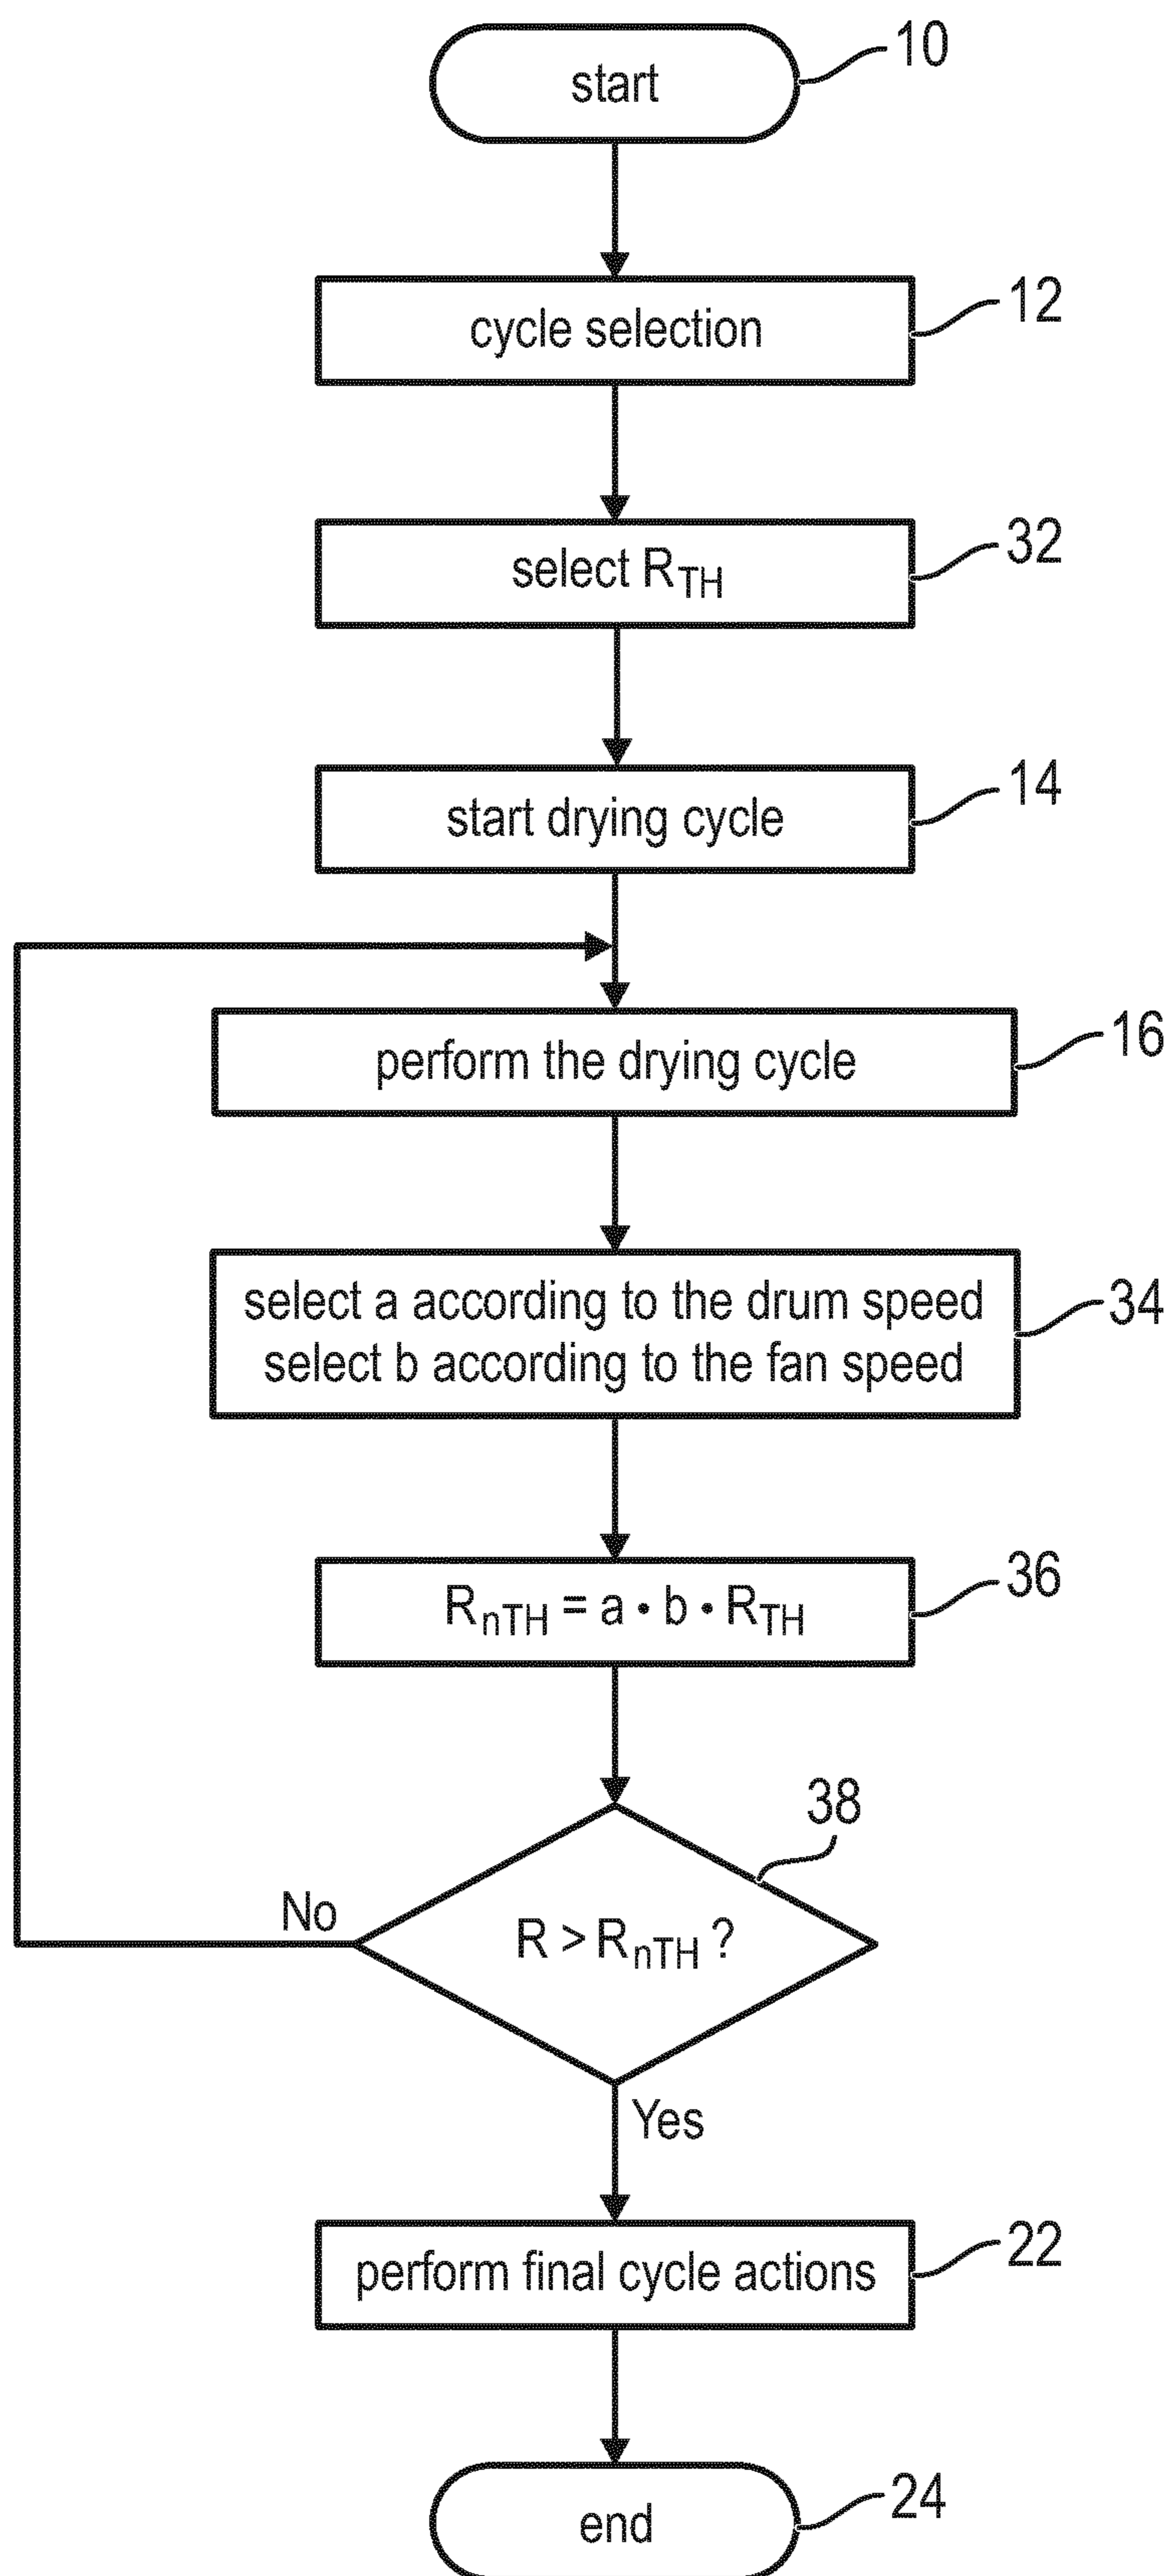 start
10
cycle selection
12
select R_TH
32
start drying cycle
14
perform the drying cycle
16
select a according to the drum speed
select b according to the fan speed
34
R_nTH = a • b • R_TH
36
38
No
R > R_nTH ?
Yes
perform final cycle actions
22
end
24